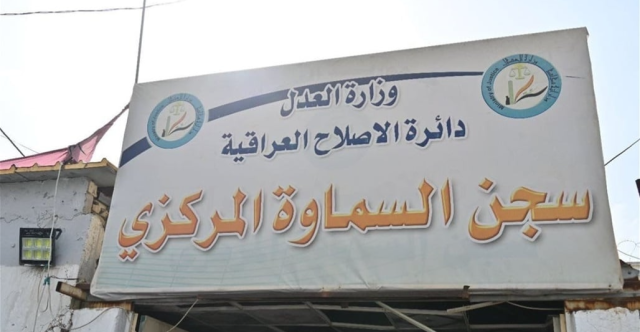 وزارة العدل
دائرة الاصلاح العراقية
سجن السماوة المركزي